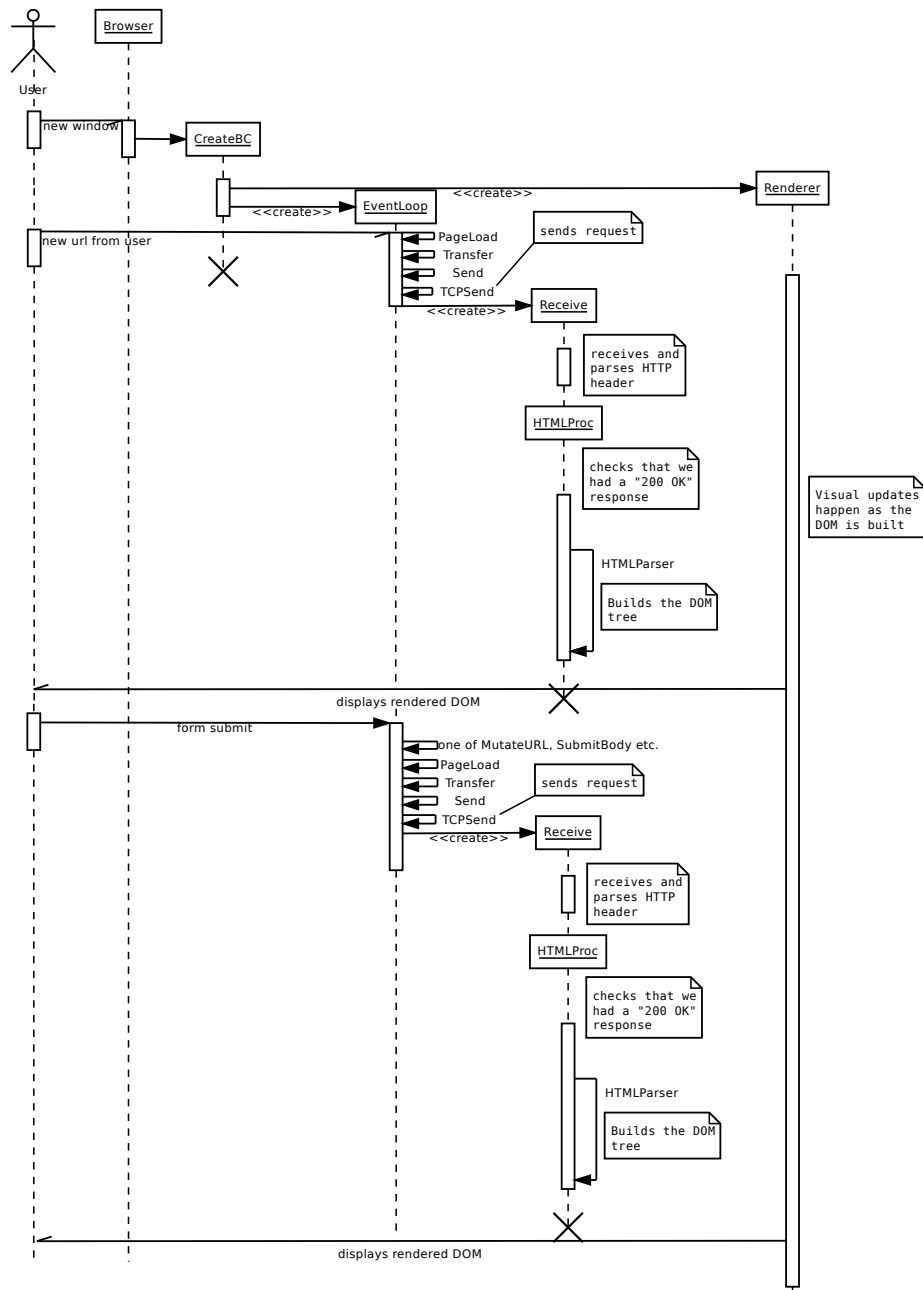 Browser
User
new window
CreateBC
Renderer
<<create>>
EventLoop
<<create>>
new url from user
PageLoad
sends request
Transfer
Send
TCPSend
Receive
<<create>>
receives and
parses HTTP
header
HTMLProc
checks that we
had a "200 OK"
response
Visual updates
happen as the
DOM is built
HTMLParser
Builds the DOM
tree
displays rendered DOM
form submit
one of MutateURL, SubmitBody etc.
PageLoad
Transfer
sends request
Send
TCPSend
Receive
<<create>>
receives and
parses HTTP
header
HTMLProc
checks that we
had a "200 OK"
response
HTMLParser
Builds the DOM
tree
displays rendered DOM